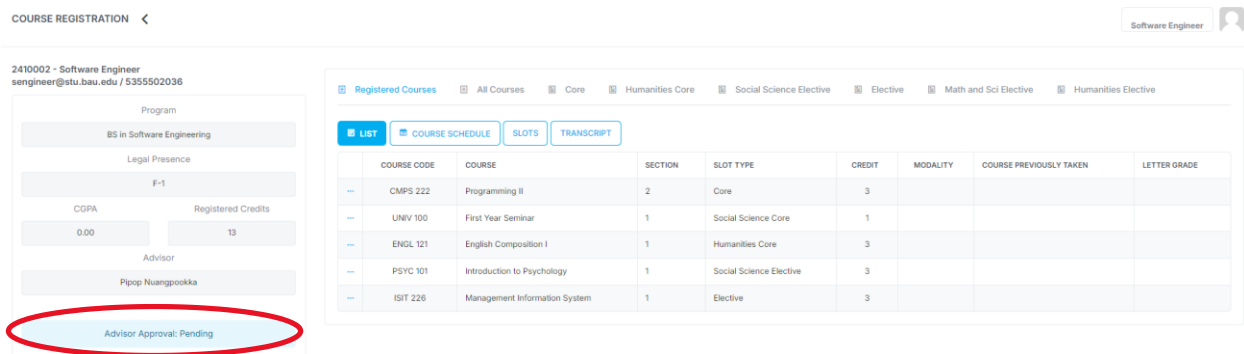 COURSE REGISTRATION
Software Engineer
2410002 - Software Engineer
sengineer@stu.bau.edu / 5355502036
Program
BS in Software Engineering
Legal Presence
F-1
CGPA Registered Credits
0.00 13
Advisor
Pipop Nuangpookka
Advisor Approval: Pending
Registered Courses All Courses Core Humanities Core Social Science Elective Elective Math and Sci Elective Humanities Elective
LIST COURSE SCHEDULE SLOTS TRANSCRIPT
COURSE CODE COURSE SECTION SLOT TYPE CREDIT MODALITY COURSE PREVIOUSLY TAKEN LETTER GRADE
CMPS 222 Programming II 2 Core 3
UNIV 100 First Year Seminar 1 Social Science Core 1
ENGL 121 English Composition I 1 Humanities Core 3
PSYC 101 Introduction to Psychology 1 Social Science Elective 3
ISIT 226 Management Information System 1 Elective 3